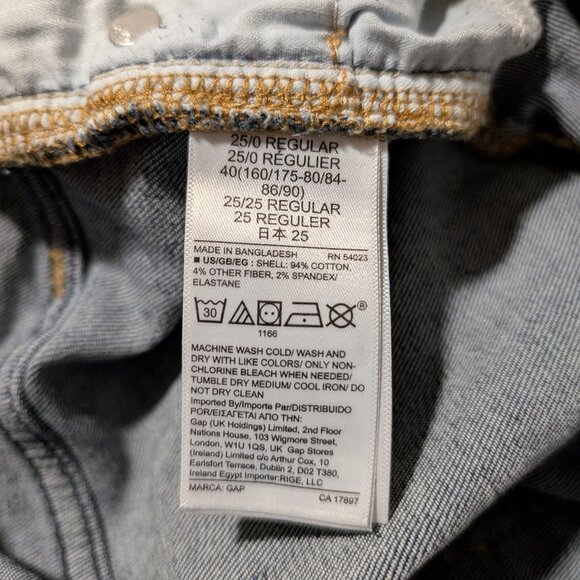 25/0 REGULAR
25/0 RÉGULIER
40(160/175-80/84-
86/90)
25/25 REGULAR
25 REGULER
日本 25
MADE IN BANGLADESH RN 54023
■ US/GB/EG : SHELL: 94% COTTON,
4% OTHER FIBER, 2% SPANDEX/
ELASTANE
30 ®
1166
MACHINE WASH COLD/ WASH AND
DRY WITH LIKE COLORS/ ONLY NON-
CHLORINE BLEACH WHEN NEEDED/
TUMBLE DRY MEDIUM/ COOL IRON/ DO
NOT DRY CLEAN
Imported By/Importe Par/DISTRIBUIDO
POR/ΕΙΣΑΓΕΤΑΙ ΑΠΟ ΤΗΝ:
Gap (UK Holdings) Limited, 2nd Floor
Nations House, 103 Wigmore Street,
London, W1U 1QS, UK Gap Stores
(Ireland) Limited c/o Arthur Cox, 10
Earlsfort Terrace, Dublin 2, D02 T380,
Ireland Egypt Importer:RIGE, LLC
MARCA: GAP CA 17897